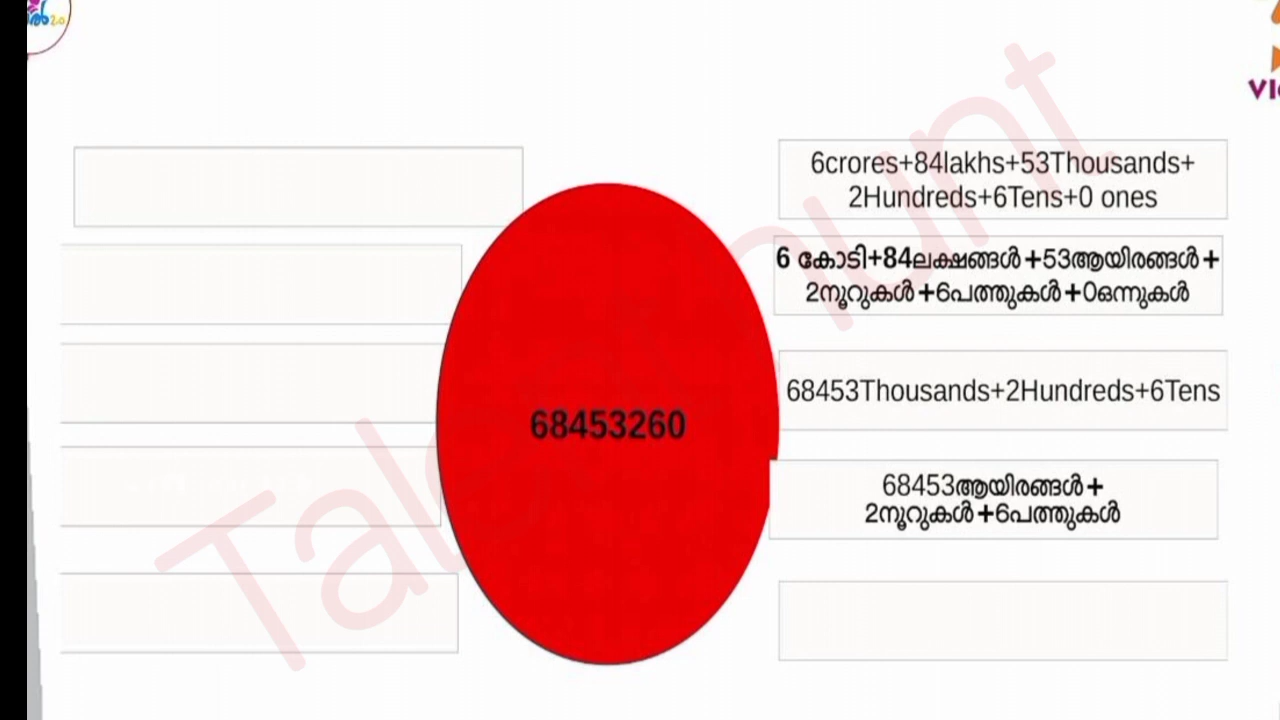 68453260
6crores+84lakhs+53Thousands+
2Hundreds+6Tens+0 ones
6 കോടി+84ലക്ഷങ്ങൾ+53ആയിരങ്ങൾ+
2നൂറുകൾ+6പത്തുകൾ+0ഒന്നുകൾ
68453Thousands+2Hundreds+6Tens
68453ആയിരങ്ങൾ+
2നൂറുകൾ+6പത്തുകൾ